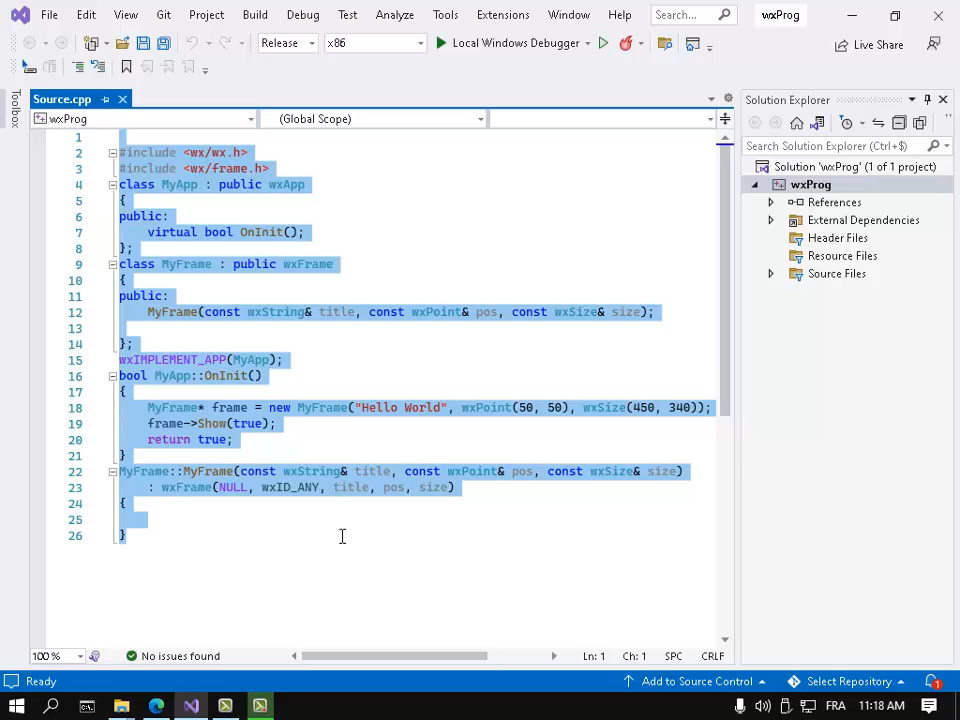 File Edit View Git Project Build Debug Test Analyze Tools Extensions Window Help Search... wxProg
Release x86 Local Windows Debugger Live Share
Toolbox
Source.cpp
wxProg (Global Scope)
1
2 #include <wx/wx.h>
3 #include <wx/frame.h>
4 class MyApp : public wxApp
5 {
6 public:
7 virtual bool OnInit();
8 };
9 class MyFrame : public wxFrame
10 {
11 public:
12 MyFrame(const wxString& title, const wxPoint& pos, const wxSize& size);
13
14 };
15 wxIMPLEMENT_APP(MyApp);
16 bool MyApp::OnInit()
17 {
18 MyFrame* frame = new MyFrame("Hello World", wxPoint(50, 50), wxSize(450, 340));
19 frame->Show(true);
20 return true;
21 }
22 MyFrame::MyFrame(const wxString& title, const wxPoint& pos, const wxSize& size)
23 : wxFrame(NULL, wxID_ANY, title, pos, size)
24 {
25
26 }
Solution Explorer
Search Solution Explorer (Ctrl+$)
Solution 'wxProg' (1 of 1 project)
wxProg
References
External Dependencies
Header Files
Resource Files
Source Files
100 % No issues found Ln: 1 Ch: 1 SPC CRLF
Ready Add to Source Control Select Repository 1
FRA 11:18 AM